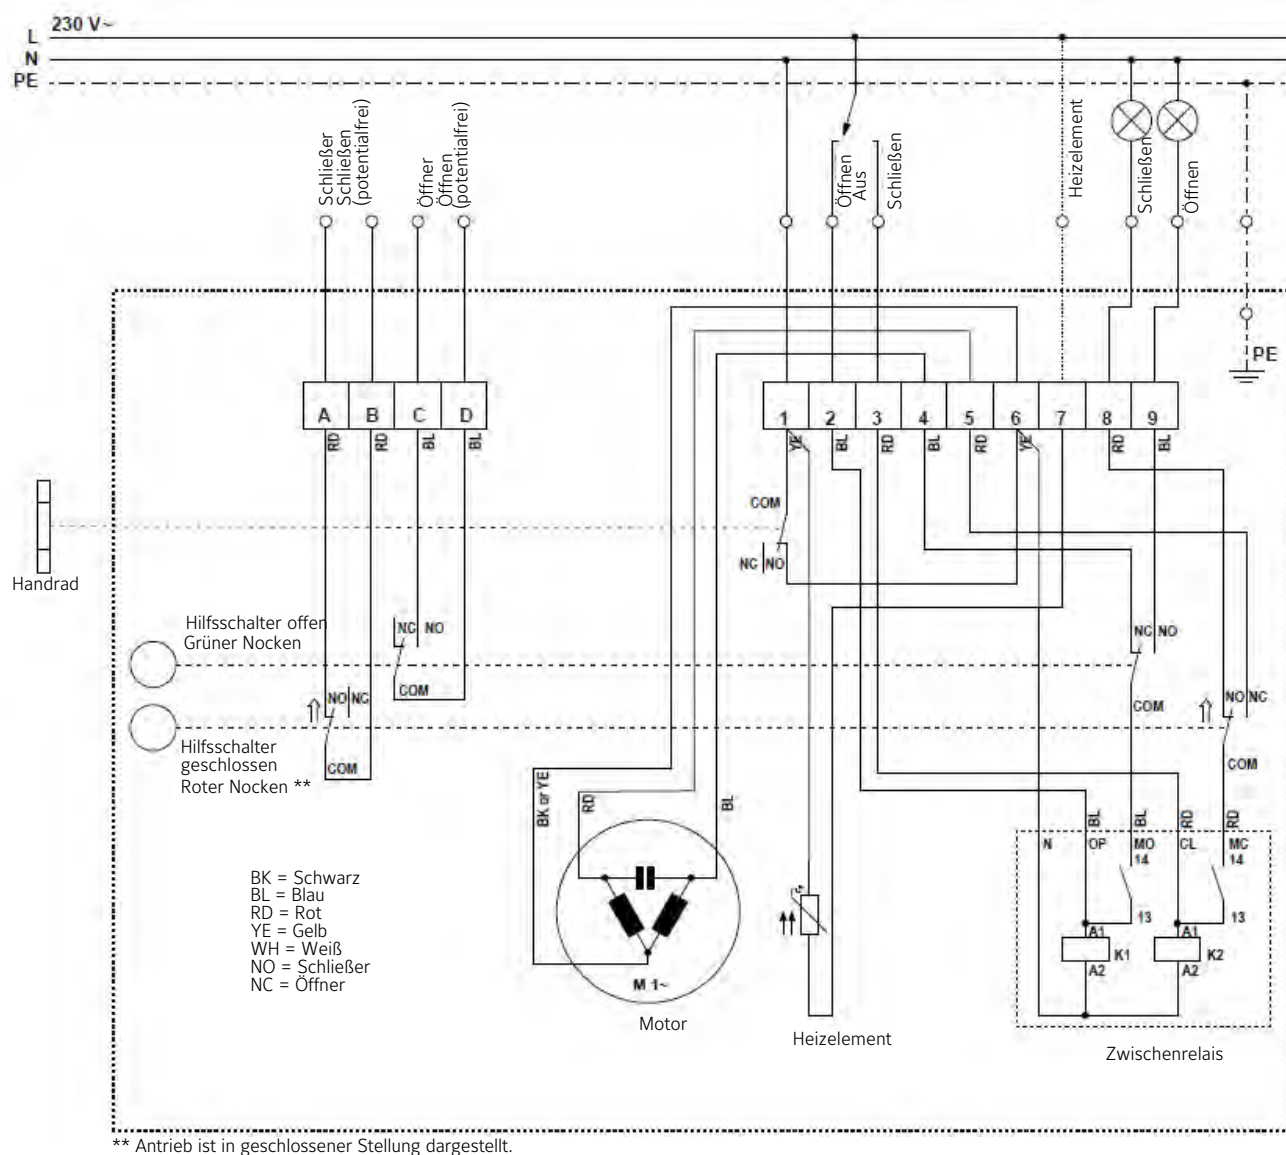 230 V~
L
N
PE
Schließer
Schließen
(potentialfrei)
Öffner
Öffnen
(potentialfrei)
Öffnen
Aus
Schließen
Heizelement
Schließen
Öffnen
PE
A B C D
1 2 3 4 5 6 7 8 9
RD RD BL BL
YE BL RD BL RD YE RD BL
COM
NC NO
Handrad
Hilfsschalter offen
Grüner Nocken
NC NO
COM
NC NO
COM
NO NC
COM
NO NC
COM
Hilfsschalter
geschlossen
Roter Nocken **
BK or YE
RD
BL
BL BL RD RD
N OP MO CL MC
14 14
13 13
A1 A1
K1 K2
A2 A2
BK = Schwarz
BL = Blau
RD = Rot
YE = Gelb
WH = Weiß
NO = Schließer
NC = Öffner
M 1~
Motor
Heizelement
Zwischenrelais
** Antrieb ist in geschlossener Stellung dargestellt.